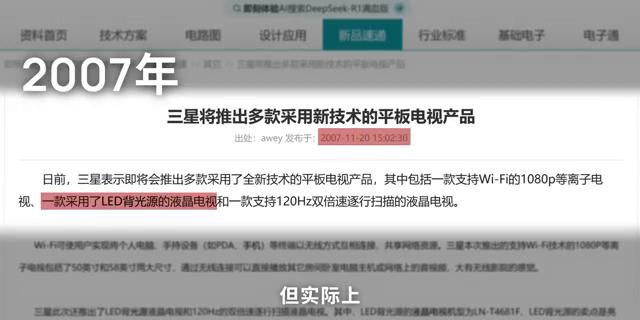 即刻体验AI搜索DeepSeek-R1满血版
资料首页 技术方案 电路图 设计应用 新品速递 行业标准 基础电子 电子通
其它 > 三星将推出多款采用新技术的平板电视产品
2007年
三星将推出多款采用新技术的平板电视产品
出处：awey 发布于：2007-11-20 15:02:30
日前，三星表示即将会推出多款采用了全新技术的平板电视产品，其中包括一款支持Wi-Fi的1080p等离子电
视、一款采用了LED背光源的液晶电视和一款支持120Hz双倍速逐行扫描的液晶电视。
Wi-Fi可使用户实现将个人电脑、手持设备（如PDA、手机）等终端以无线方式互相连接，共享网络资源。三星本次推出的支持Wi-Fi技术的1080P等离
子电视包括了50英寸和58英寸两大尺寸，通过无线连接可以直接播放其它房间卧室电脑主机或网络上的音视频，大有无线影院的感觉。
三星此次还推出了LED背光源液晶电视和120Hz的双倍速逐行扫描液晶电视。其中，LED背光源的液晶电视机型为LN-T4681F，LED背光源的卖点是亮
但实际上